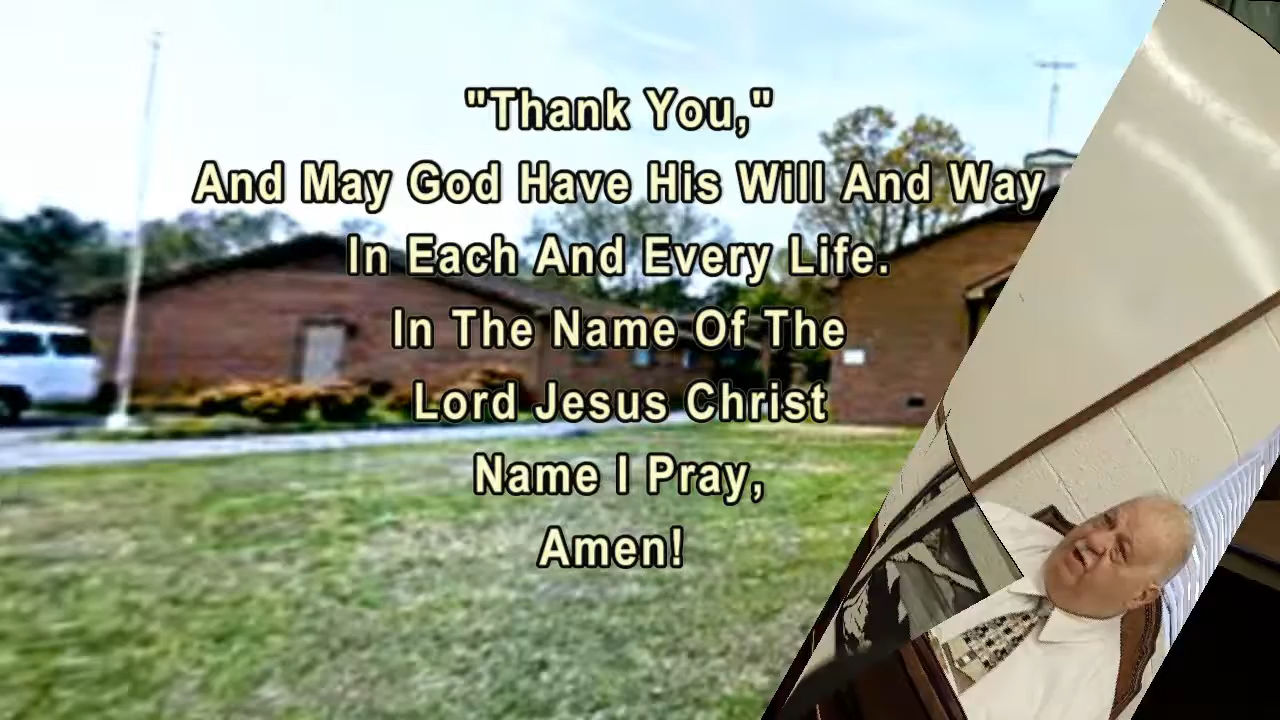 "Thank You,"
And May God Have His Will And Way
In Each And Every Life.
In The Name Of The
Lord Jesus Christ
Name I Pray,
Amen!